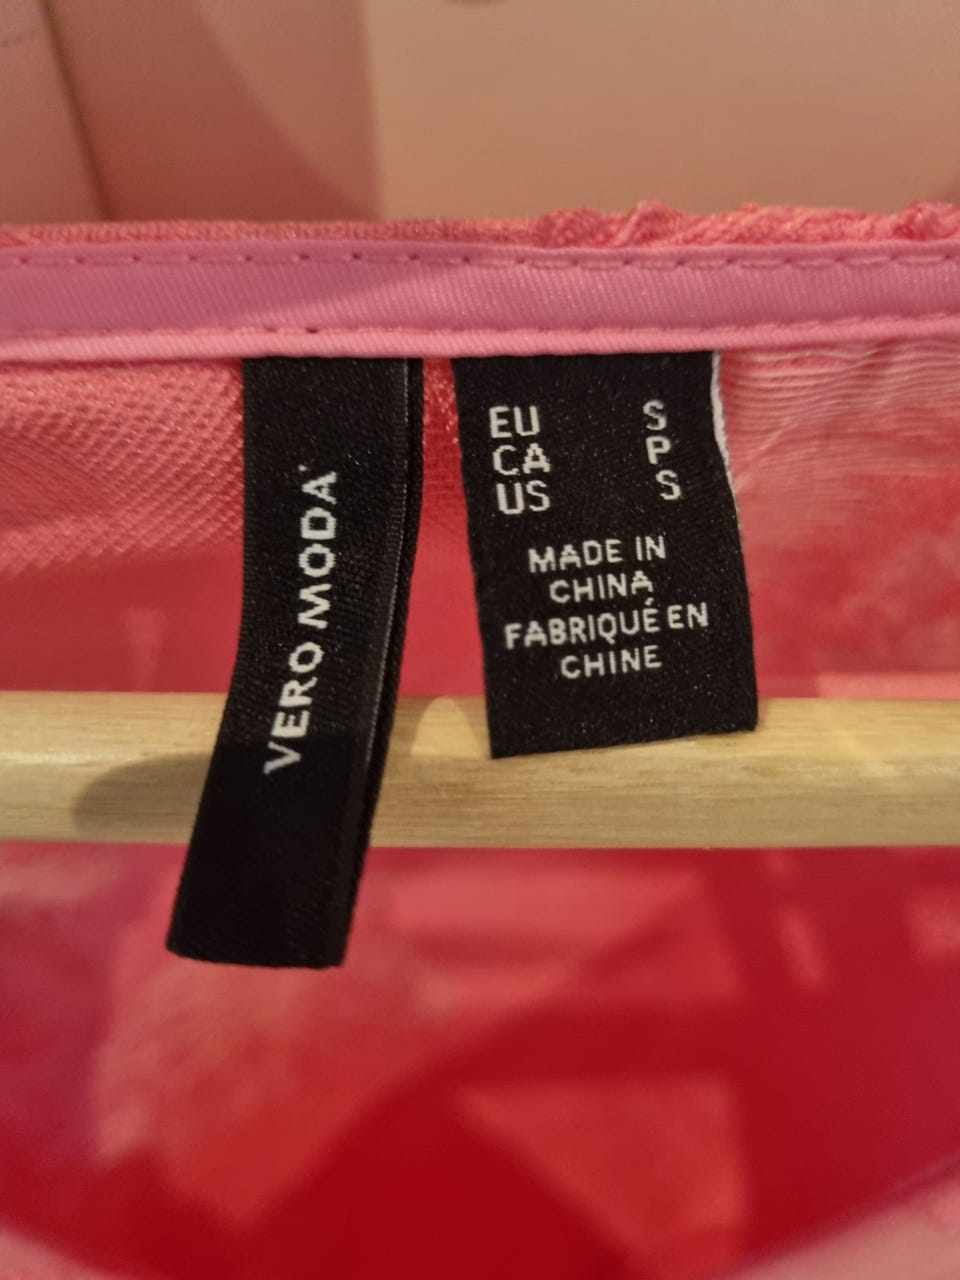 VERO MODA
EU S
CA P
US S
MADE IN
CHINA
FABRIQUÉ EN
CHINE